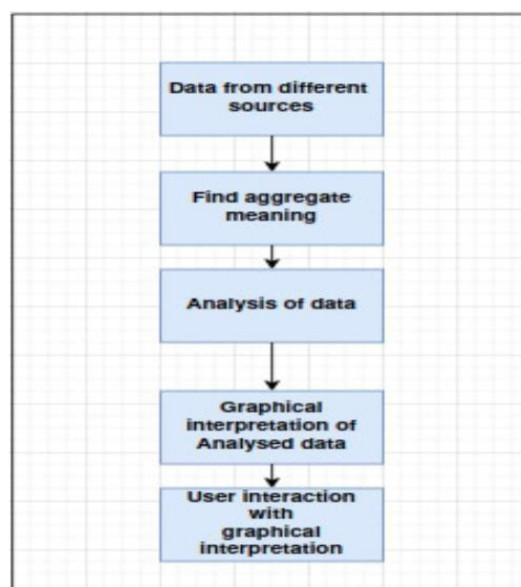 Data from different
sources
Find aggregate
meaning
Analysis of data
Graphical
interpretation of
Analysed data
User interaction
with
graphical
interpretation